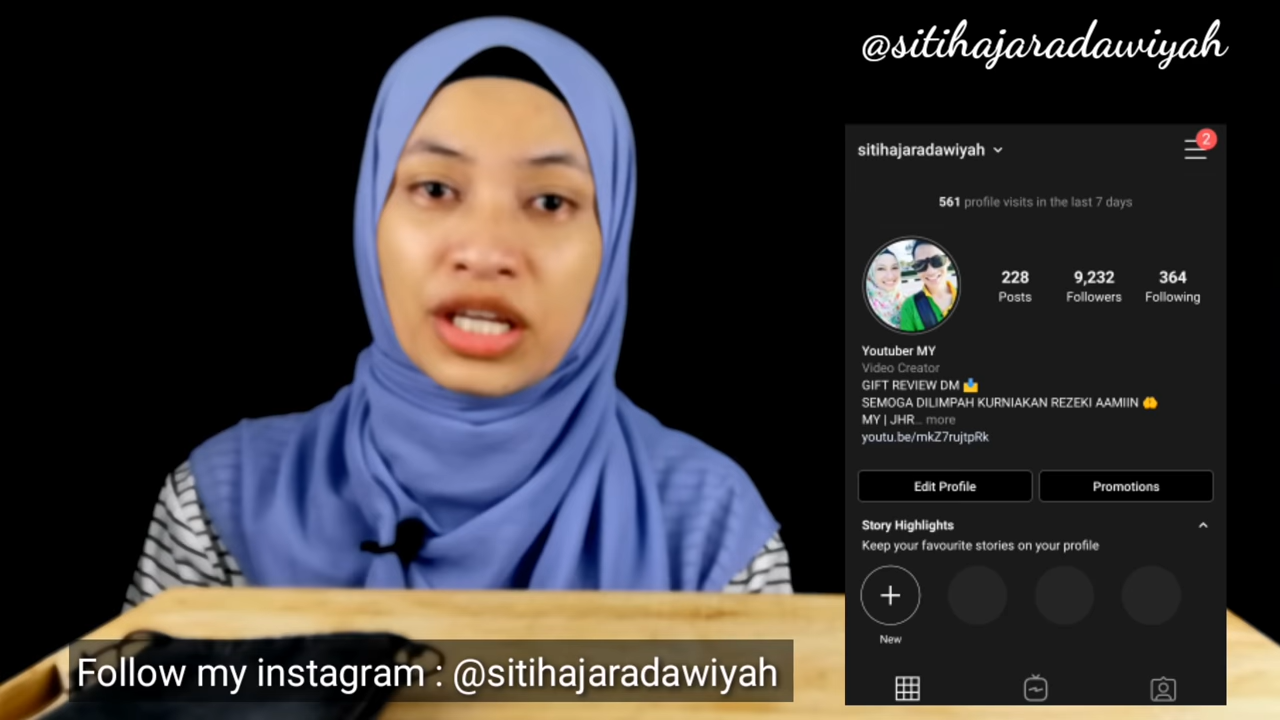 @sitihajaradawiyah
sitihajaradawiyah
2
561 profile visits in the last 7 days
228 9,232 364
Posts Followers Following
Youtuber MY
Video Creator
GIFT REVIEW DM 📩
SEMOGA DILIMPAH KURNIAKAN REZEKI AAMIIN 🤲
MY | JHR... more
youtu.be/mkZ7rujtpRk
Edit Profile Promotions
Story Highlights
Keep your favourite stories on your profile
New
Follow my instagram : @sitihajaradawiyah